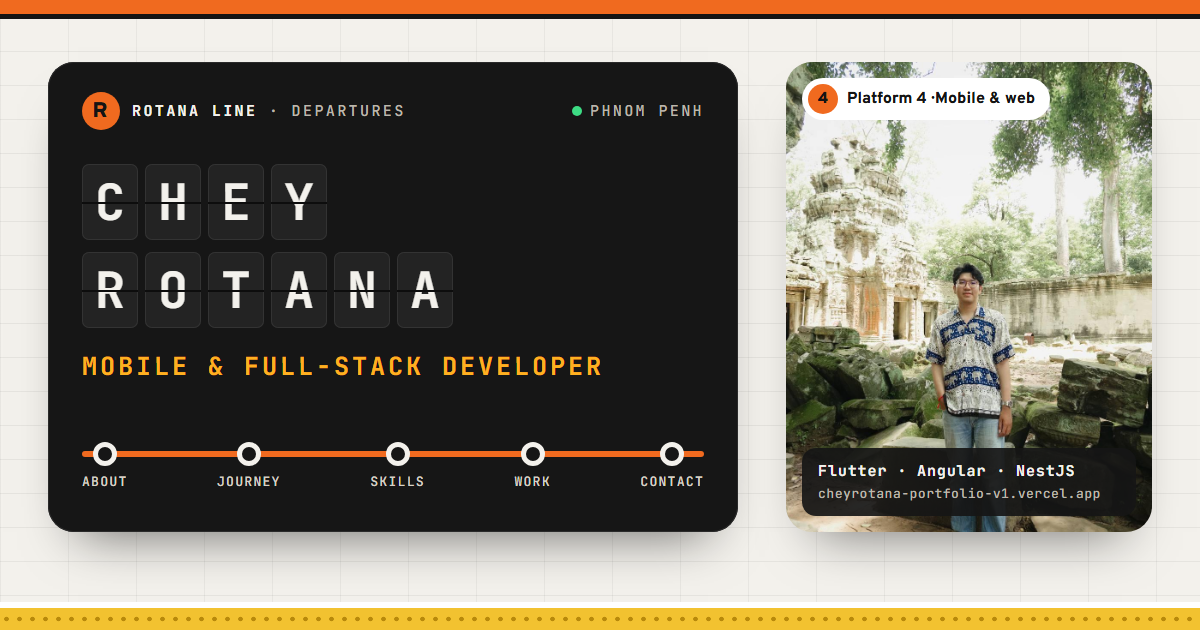 R ROTANA LINE · DEPARTURES
PHNOM PENH
CHEY
ROTANA
MOBILE & FULL-STACK DEVELOPER
ABOUT JOURNEY SKILLS WORK CONTACT
4 Platform 4 ·Mobile & web
Flutter · Angular · NestJS
cheyrotana-portfolio-v1.vercel.app